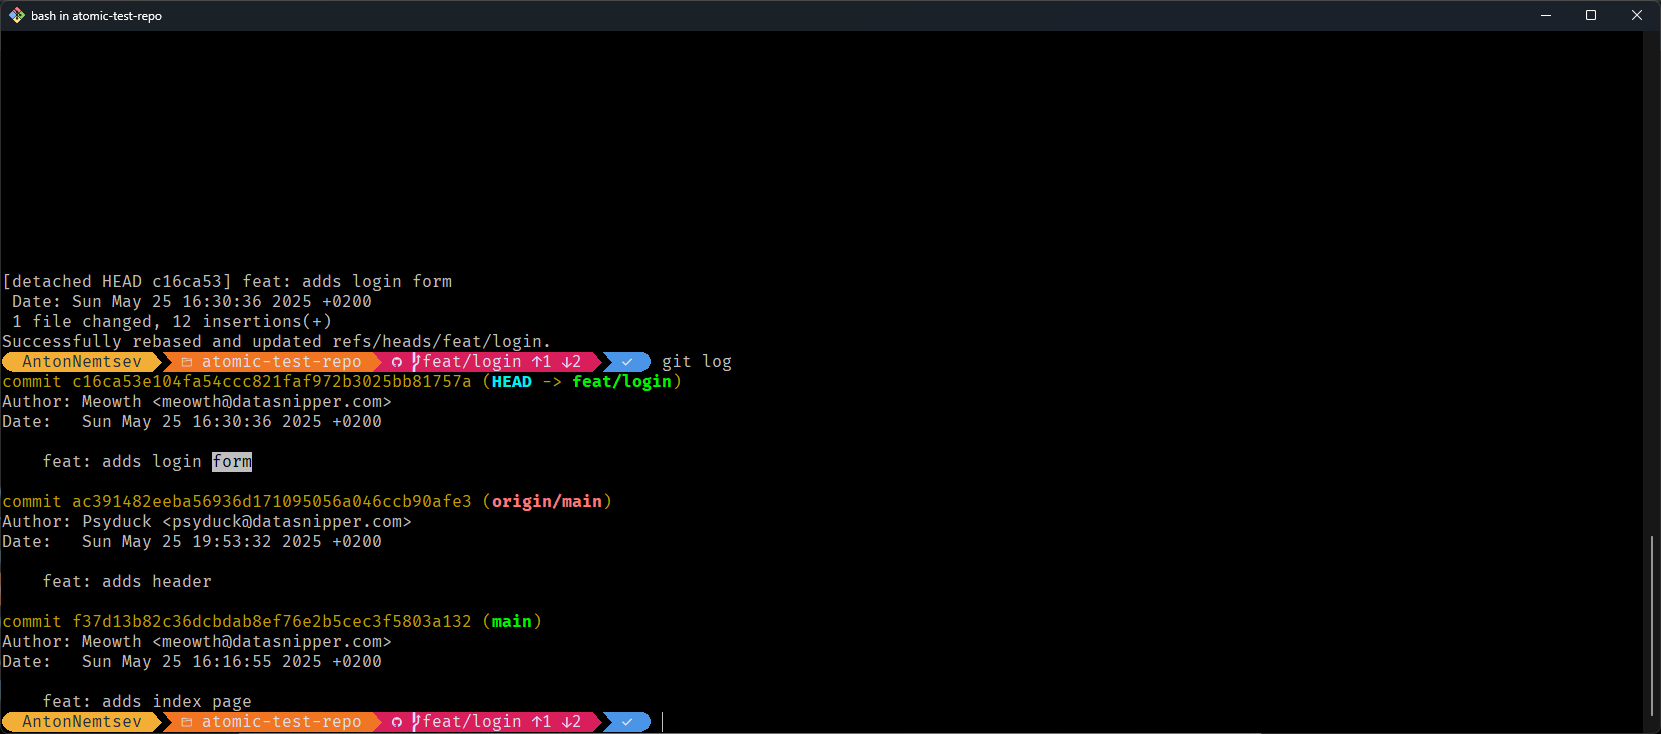 bash in atomic-test-repo
[detached HEAD c16ca53] feat: adds login form
Date: Sun May 25 16:30:36 2025 +0200
1 file changed, 12 insertions(+)
Successfully rebased and updated refs/heads/feat/login.
AntonNemtsev atomic-test-repo feat/login ↑1 ↓2 ✓ git log
commit c16ca53e104fa54ccc821faf972b3025bb81757a (HEAD -> feat/login)
Author: Meowth <meowth@datasnipper.com>
Date:   Sun May 25 16:30:36 2025 +0200
feat: adds login form
commit ac391482eeba56936d171095056a046ccb90afe3 (origin/main)
Author: Psyduck <psyduck@datasnipper.com>
Date:   Sun May 25 19:53:32 2025 +0200
feat: adds header
commit f37d13b82c36dcbdab8ef76e2b5cec3f5803a132 (main)
Author: Meowth <meowth@datasnipper.com>
Date:   Sun May 25 16:16:55 2025 +0200
feat: adds index page
AntonNemtsev atomic-test-repo feat/login ↑1 ↓2 ✓